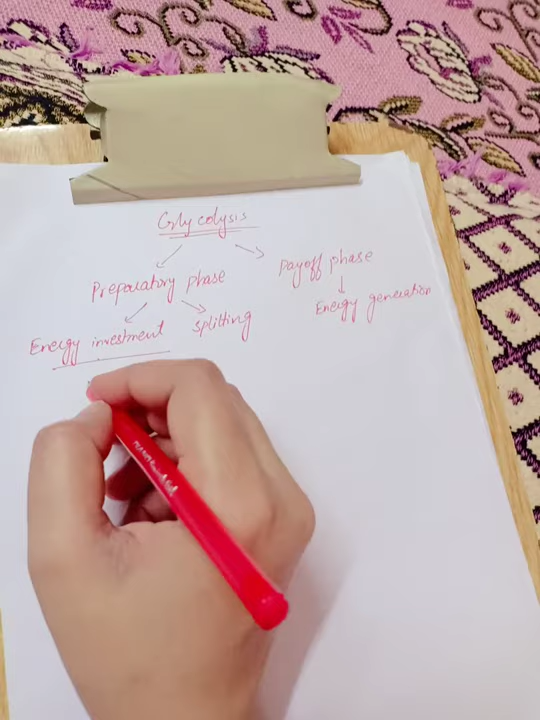 Glycolysis
Preparatory phase
Payoff phase
Energy investment
splitting
Energy generation